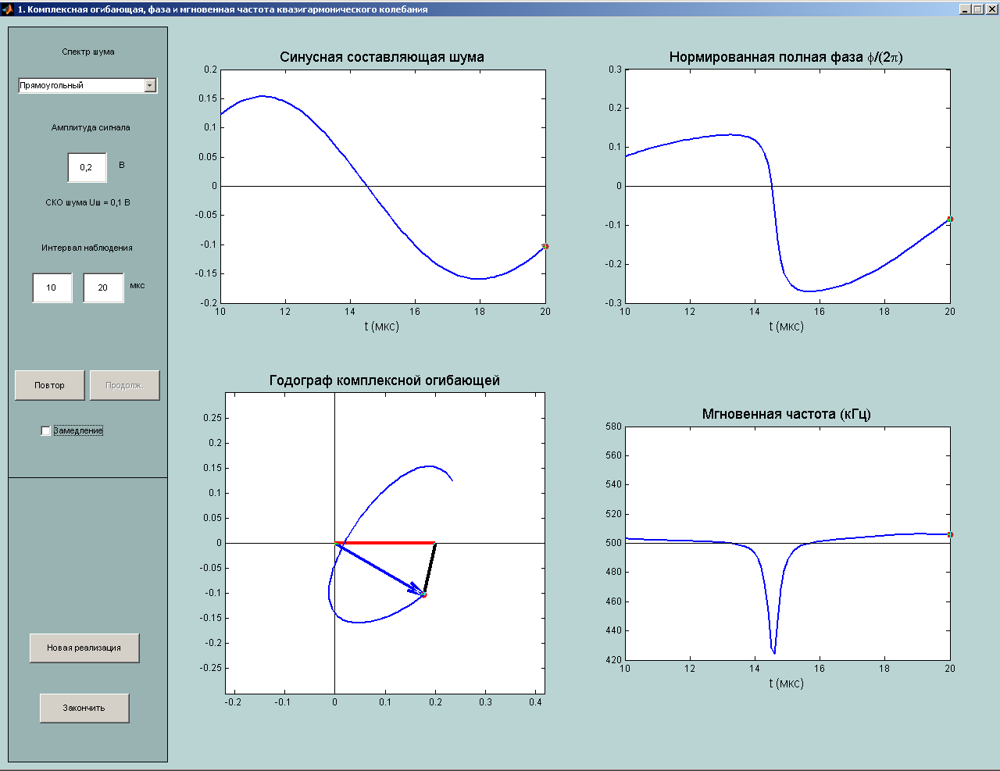 1. Комплексная огибающая, фаза и мгновенная частота квазигармонического колебания
Спектр шума
Прямоугольный
Амплитуда сигнала
0,2 В
СКО шума Uш = 0,1 В
Интервал наблюдения
10 20 мкс
Повтор Продолж.
Замедление
Новая реализация
Закончить
Синусная составляющая шума
0.2
0.15
0.1
0.05
0
-0.05
-0.1
-0.15
-0.2
10 12 14 16 18 20
t (мкс)
Нормированная полная фаза ϕ/(2π)
0.3
0.2
0.1
0
-0.1
-0.2
-0.3
10 12 14 16 18 20
t (мкс)
Годограф комплексной огибающей
0.25
0.2
0.15
0.1
0.05
0
-0.05
-0.1
-0.15
-0.2
-0.25
-0.2 -0.1 0 0.1 0.2 0.3 0.4
Мгновенная частота (кГц)
580
560
540
520
500
480
460
440
420
10 12 14 16 18 20
t (мкс)